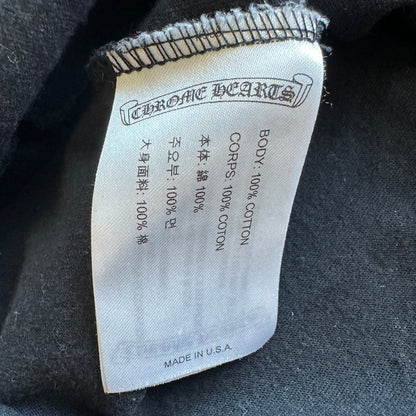 CHROME HEARTS
BODY: 100% COTTON
CORPS: 100% COTON
本体: 綿 100%
주요부: 100% 면
大身面料: 100% 棉
MADE IN U.S.A.